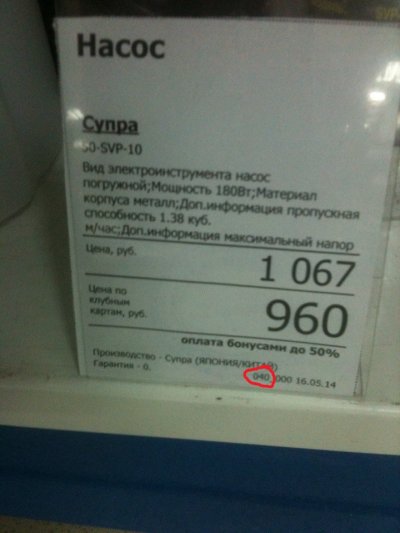 Насос
Супра
0-SVP-10
Вид электроинструмента насос
погружной;Мощность 180Вт;Материал
корпуса металл;Доп.информация пропускная
способность 1.38 куб.
м/час;Доп.информация максимальный напор
Цена, руб.
1 067
Цена по
клубным
картам, руб.
960
оплата бонусами до 50%
Производство - Супра (ЯПОНИЯ/КИТАЙ)
Гарантия - 0.
040 000 16.05.14